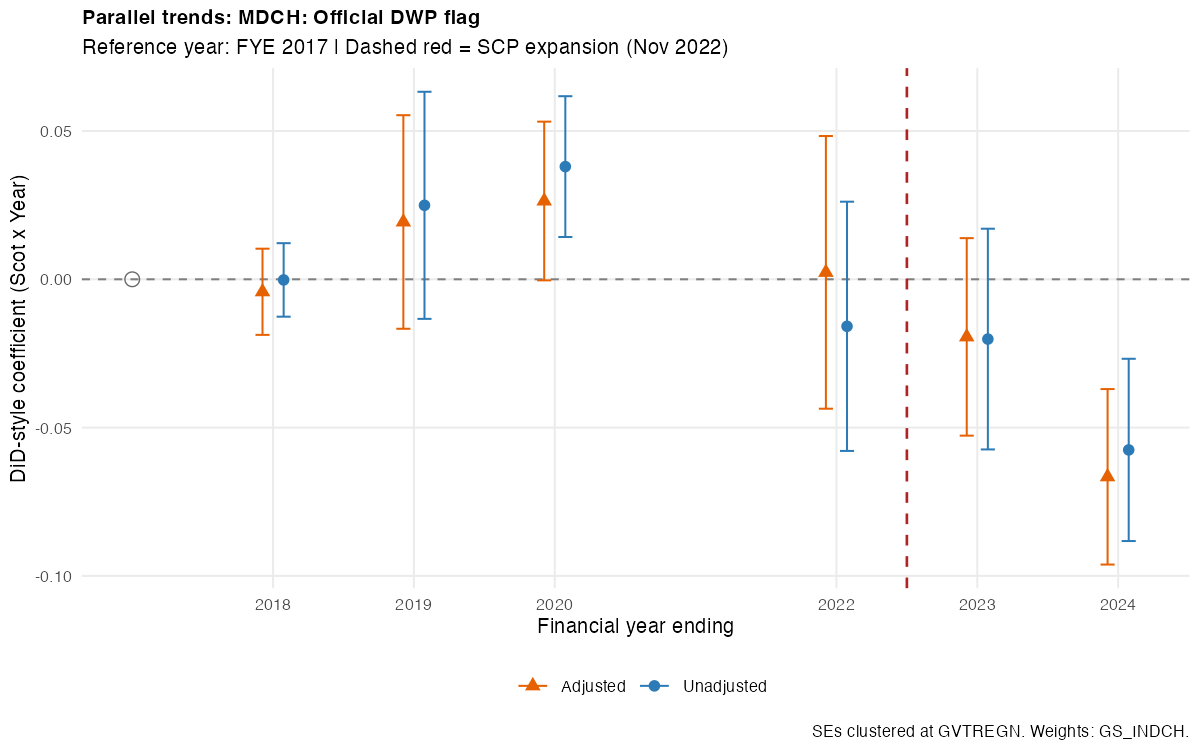 Parallel trends: MDCH: Official DWP flag
Reference year: FYE 2017 | Dashed red = SCP expansion (Nov 2022)
DiD-style coefficient (Scot x Year)
0.05
0.00
-0.05
-0.10
2018 2019 2020 2022 2023 2024
Financial year ending
Adjusted Unadjusted
SEs clustered at GVTREGN. Weights: GS_INDCH.